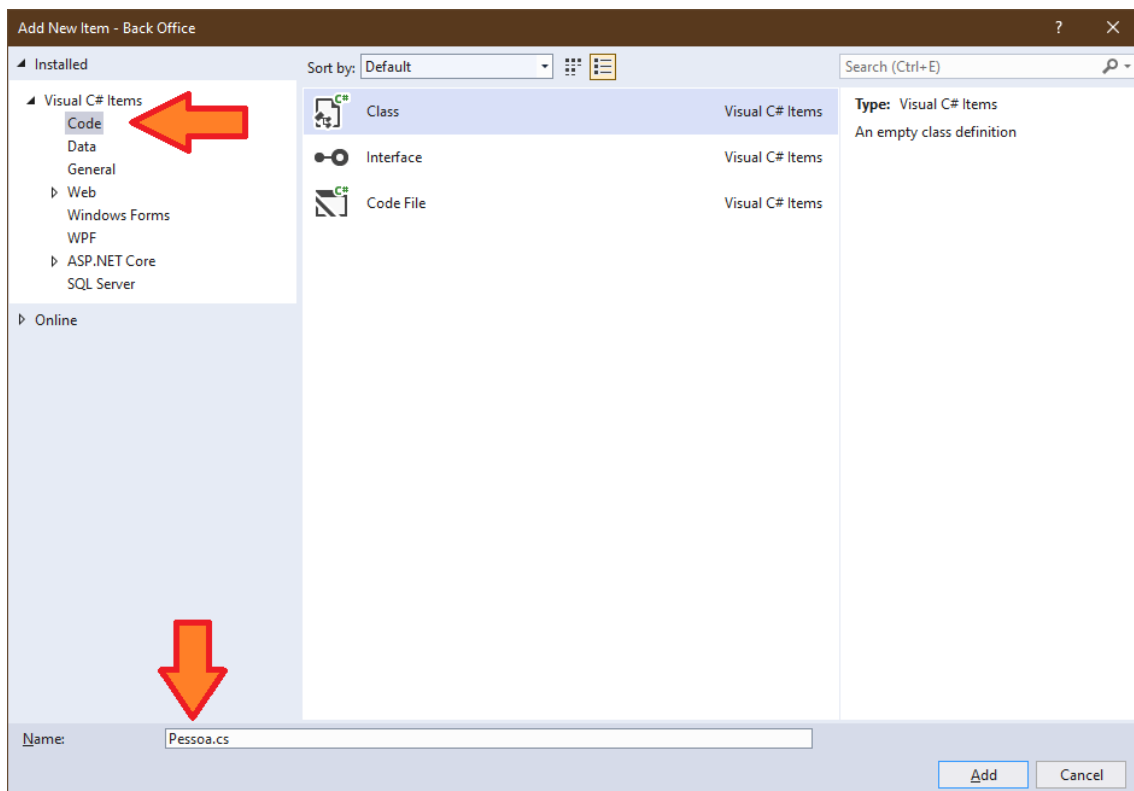 Add New Item - Back Office
?
Installed
Sort by: Default
Search (Ctrl+E)
Visual C# Items
Code
Data
General
Web
Windows Forms
WPF
ASP.NET Core
SQL Server
Online
C# Class Visual C# Items
Interface Visual C# Items
C# Code File Visual C# Items
Type: Visual C# Items
An empty class definition
Name: Pessoa.cs
Add Cancel